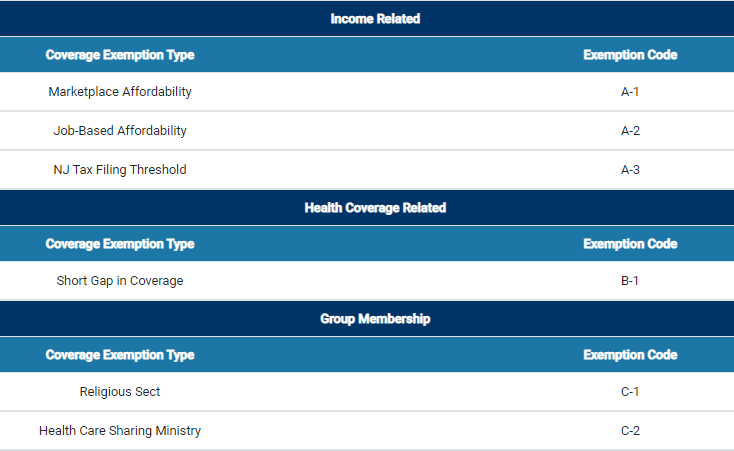 Income Related
Coverage Exemption Type Exemption Code
Marketplace Affordability A-1
Job-Based Affordability A-2
NJ Tax Filing Threshold A-3
Health Coverage Related
Coverage Exemption Type Exemption Code
Short Gap in Coverage B-1
Group Membership
Coverage Exemption Type Exemption Code
Religious Sect C-1
Health Care Sharing Ministry C-2